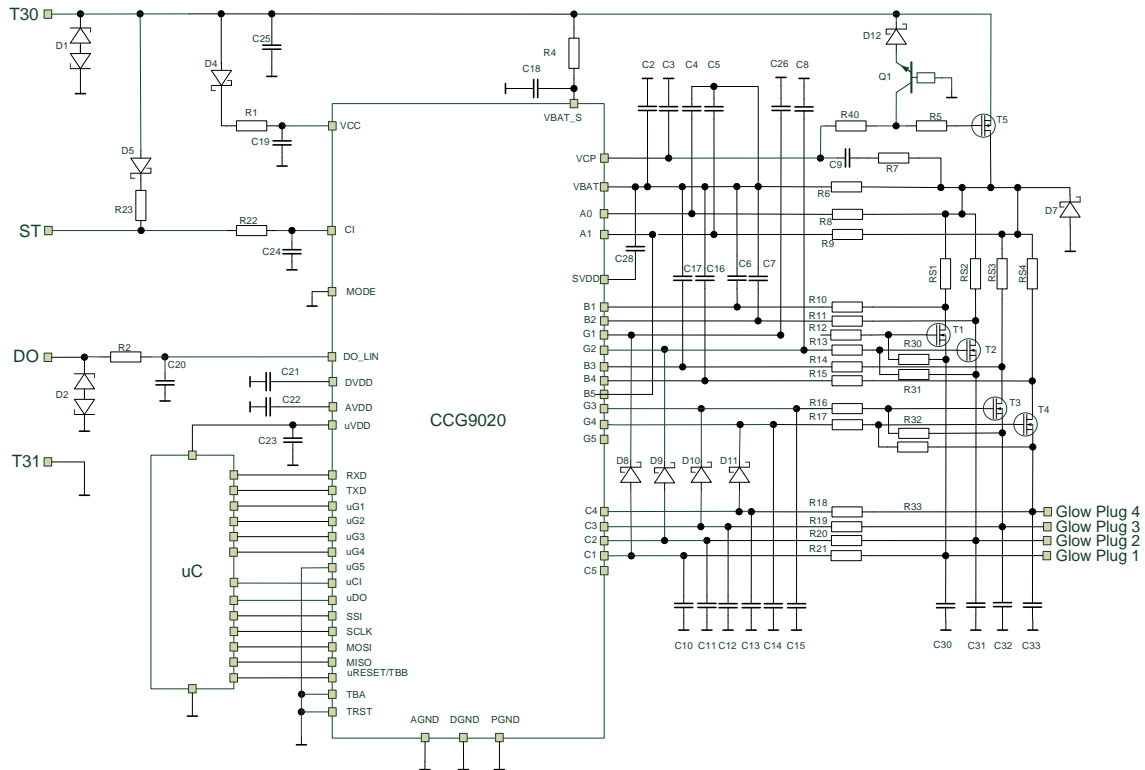 T30
D1
D4
C25
R4
C18
C2
C3
C4
C5
C26
C8
D12
Q1
R1
C19
VCC
VBAT_S
R40
R5
T5
D5
R23
VCP
C9
R7
VBAT
R6
D7
ST
R22
C24
CI
A0
R8
A1
R9
C28
C17
C16
C6
C7
RS1
RS2
RS3
RS4
SVDD
MODE
B1
R10
B2
R11
G1
R12
T1
G2
R13
R30
T2
B3
R14
B4
R15
R31
B5
DO
R2
C20
DO_LIN
D2
C21
DVDD
C22
AVDD
C23
uVDD
CCG9020
G3
R16
T3
T4
G4
R17
R32
G5
T31
D8
D9
D10
D11
RXD
TXD
uG1
uG2
uG3
uG4
uG5
uCI
uDO
SSI
SCLK
MOSI
MISO
uRESET/TBB
TBA
TRST
uC
C4
R18
R33
Glow Plug 4
C3
R19
Glow Plug 3
C2
R20
Glow Plug 2
C1
R21
Glow Plug 1
C5
C10
C11
C12
C13
C14
C15
C30
C31
C32
C33
AGND
DGND
PGND